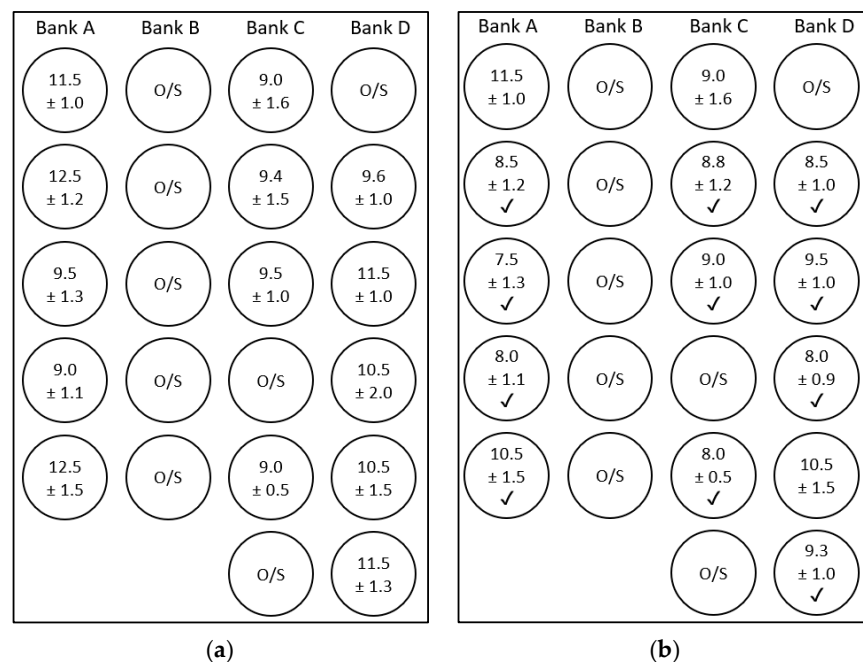 Bank A Bank B Bank C Bank D
11.5 ± 1.0 O/S 9.0 ± 1.6 O/S
12.5 ± 1.2 O/S 9.4 ± 1.5 9.6 ± 1.0
9.5 ± 1.3 O/S 9.5 ± 1.0 11.5 ± 1.0
9.0 ± 1.1 O/S O/S 10.5 ± 2.0
12.5 ± 1.5 O/S 9.0 ± 0.5 10.5 ± 1.5
O/S 11.5 ± 1.3
(a)
Bank A Bank B Bank C Bank D
11.5 ± 1.0 O/S 9.0 ± 1.6 O/S
8.5 ± 1.2 ✓ O/S 8.8 ± 1.2 ✓ 8.5 ± 1.0 ✓
7.5 ± 1.3 ✓ O/S 9.0 ± 1.0 ✓ 9.5 ± 1.0 ✓
8.0 ± 1.1 ✓ O/S O/S 8.0 ± 0.9 ✓
10.5 ± 1.5 ✓ O/S 8.0 ± 0.5 ✓ 10.5 ± 1.5
O/S 9.3 ± 1.0 ✓
(b)